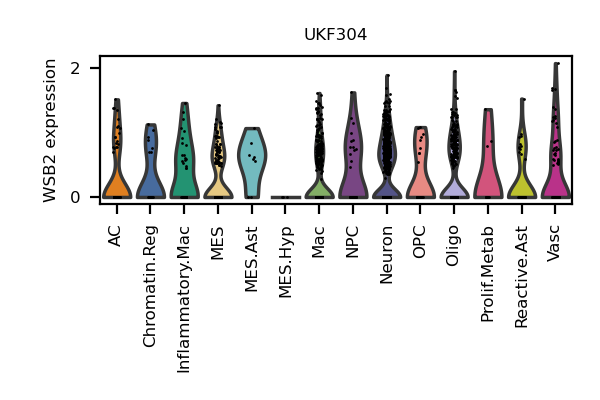 UKF304
WSB2 expression
2
0
AC
Chromatin.Reg
Inflammatory.Mac
MES
MES.Ast
MES.Hyp
Mac
NPC
Neuron
OPC
Oligo
Prolif.Metab
Reactive.Ast
Vasc